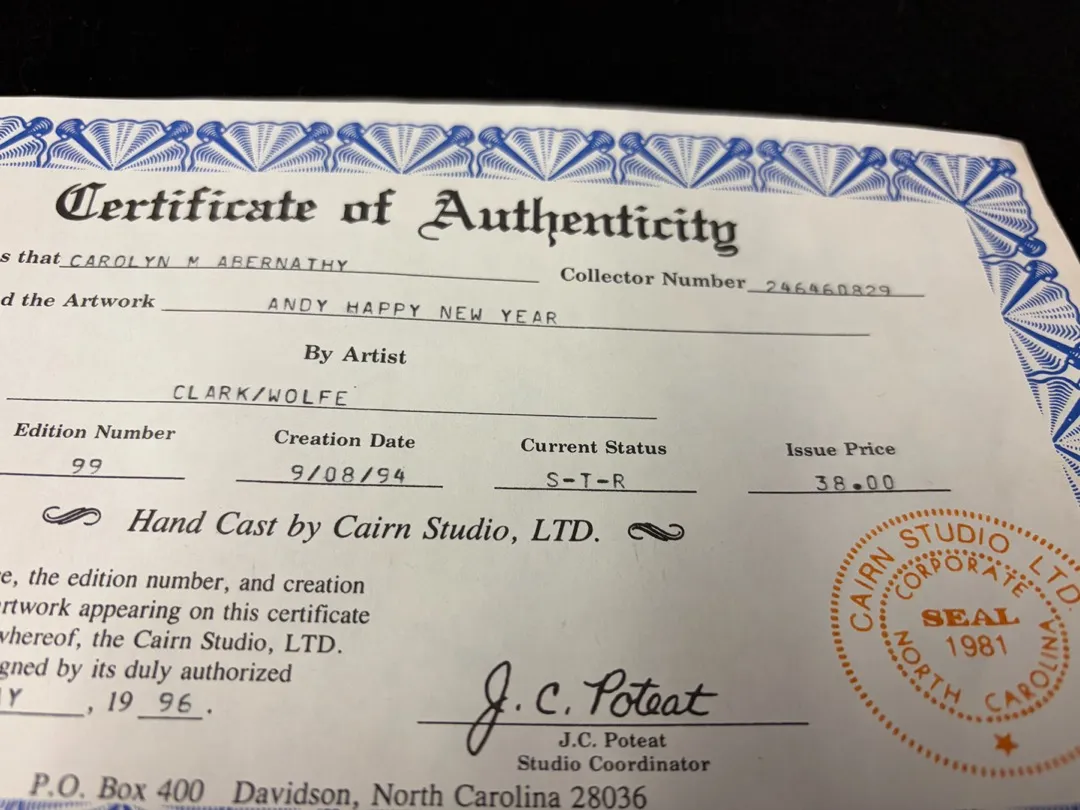 Certificate of Authenticity
s that CAROLYN M ABERNATHY Collector Number 246460829
d the Artwork ANDY HAPPY NEW YEAR
By Artist
CLARK/WOLFE
Edition Number Creation Date Current Status Issue Price
99 9/08/94 S-T-R 38.00
Hand Cast by Cairn Studio, LTD.
e, the edition number, and creation
rtwork appearing on this certificate
whereof, the Cairn Studio, LTD.
gned by its duly authorized
Y, 19 96.
J.C. Poteat
J.C. Poteat
Studio Coordinator
P.O. Box 400 Davidson, North Carolina 28036
CAIRN STUDIO LTD.
CORPORATE
SEAL
1981
NORTH CAROLINA